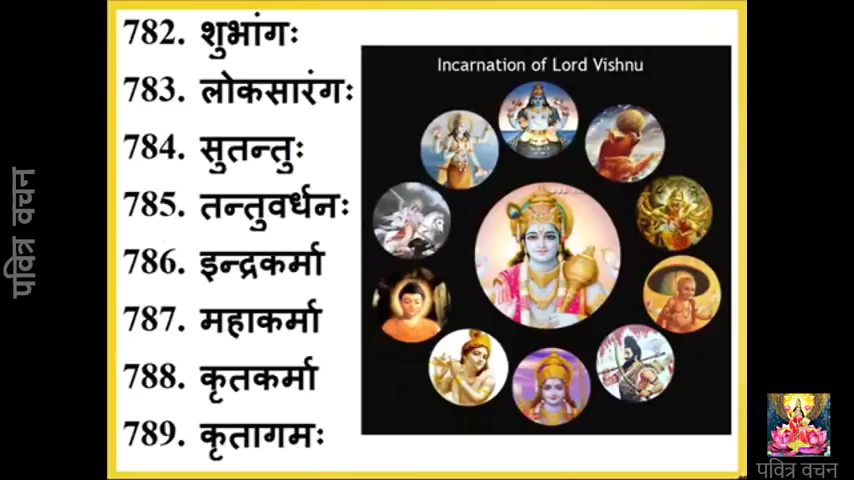 782. शुभांगः
783. लोकसारंगः
784. सुतन्तुः
785. तन्तुवर्धनः
786. इन्द्रकर्मा
787. महाकर्मा
788. कृतकर्मा
789. कृतागमः
Incarnation of Lord Vishnu
पवित्र वचन
पवित्र वचन